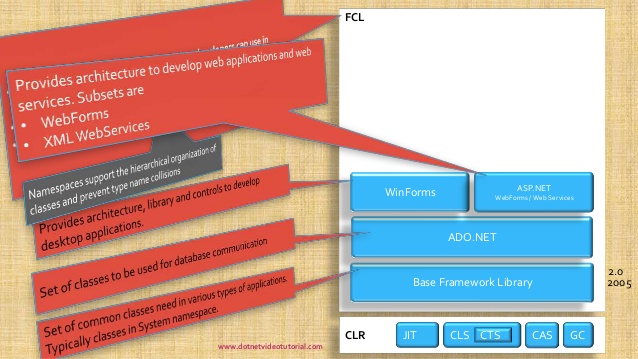 FCL
can use in
Provides architecture to develop web applications and web
services. Subsets are
• WebForms
• XML WebServices
Namespaces support the hierarchical organization of
classes and prevent type name collisions
Provides architecture, library and controls to develop
desktop applications.
Set of classes to be used for database communication
Set of common classes need in various types of applications.
Typically classes in System namespace.
WinForms
ASP.NET
WebForms / Web Services
ADO.NET
Base Framework Library
2.0
2005
CLR
JIT
CLS
CTS
CAS
GC
www.dotnetvideotutorial.com